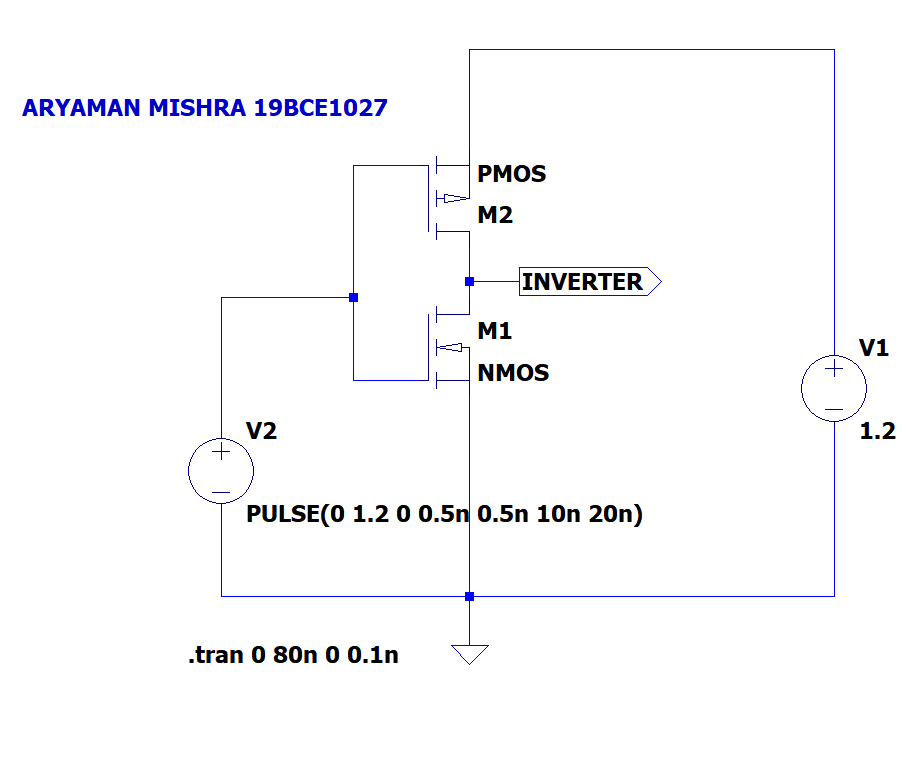 ARYAMAN MISHRA 19BCE1027
PMOS
M2
INVERTER
M1
NMOS
V1
1.2
V2
PULSE(0 1.2 0 0.5n 0.5n 10n 20n)
.tran 0 80n 0 0.1n